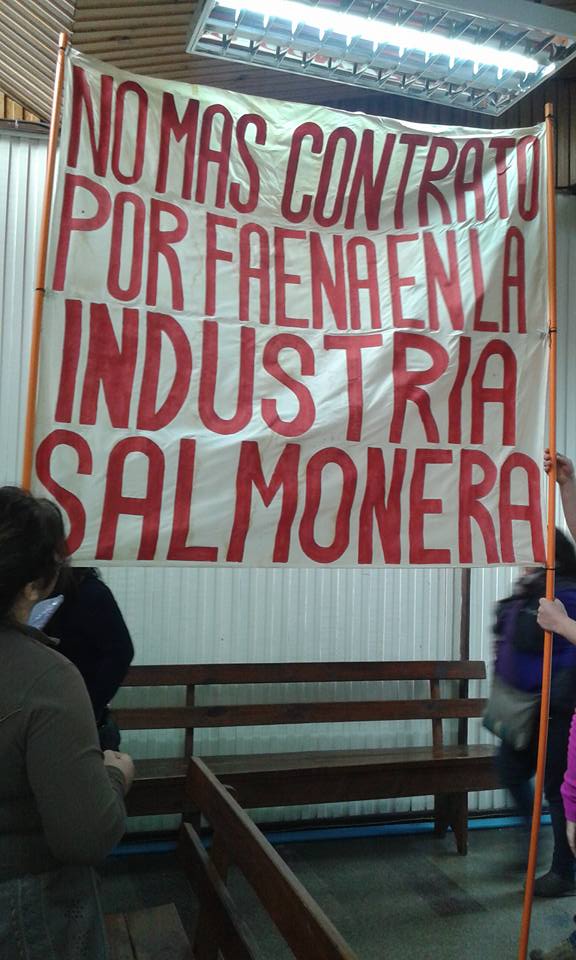 NO MAS CONTRATO
POR FAENA EN LA
INDUSTRIA
SALMONERA